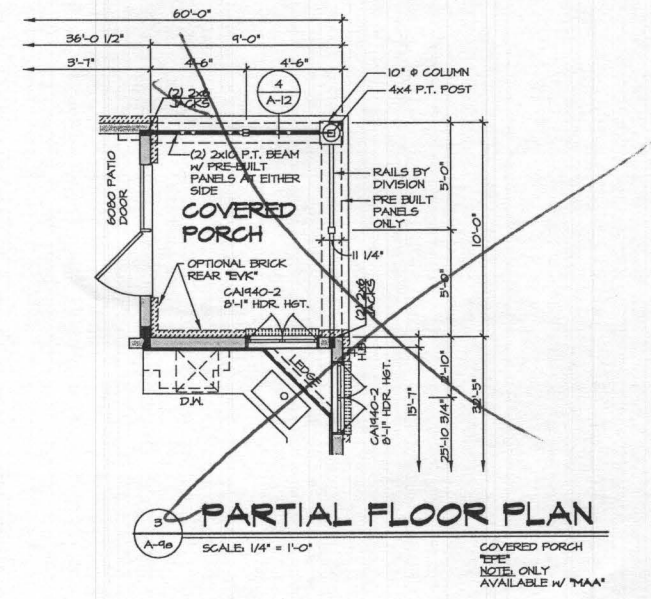 60'-0"
36'-0 1/2"
9'-0"
3'-7"
4'-6"
4'-6"
(2) 2x6
JACKS
4
A-12
10" Φ COLUMN
4x4 P.T. POST
6080 PATIO
DOOR
(2) 2x10 P.T. BEAM
W/ PRE-BUILT
PANELS AT EITHER
SIDE
RAILS BY
DIVISION
PRE BUILT
PANELS
ONLY
5'-0"
10'-0"
COVERED
PORCH
11 1/4"
OPTIONAL BRICK
REAR "EVK"
CA1940-2
8'-1" HDR. HGT.
(2) 2x6
JACKS
5'-0"
LEDGE
H.B.
D.W.
CA1940-2
8'-1" HDR. HGT.
15'-7"
2'-10"
25'-10 3/4"
32'-5"
3
A-9a
PARTIAL FLOOR PLAN
SCALE: 1/4" = 1'-0"
COVERED PORCH
"EPE"
NOTE: ONLY
AVAILABLE W/ "MAA"